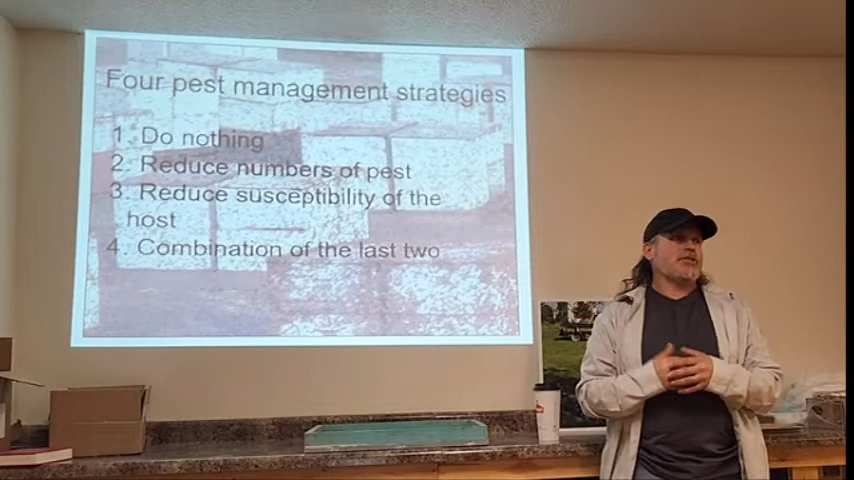 Four pest management strategies
1. Do nothing
2. Reduce numbers of pest
3. Reduce susceptibility of the
host
4. Combination of the last two